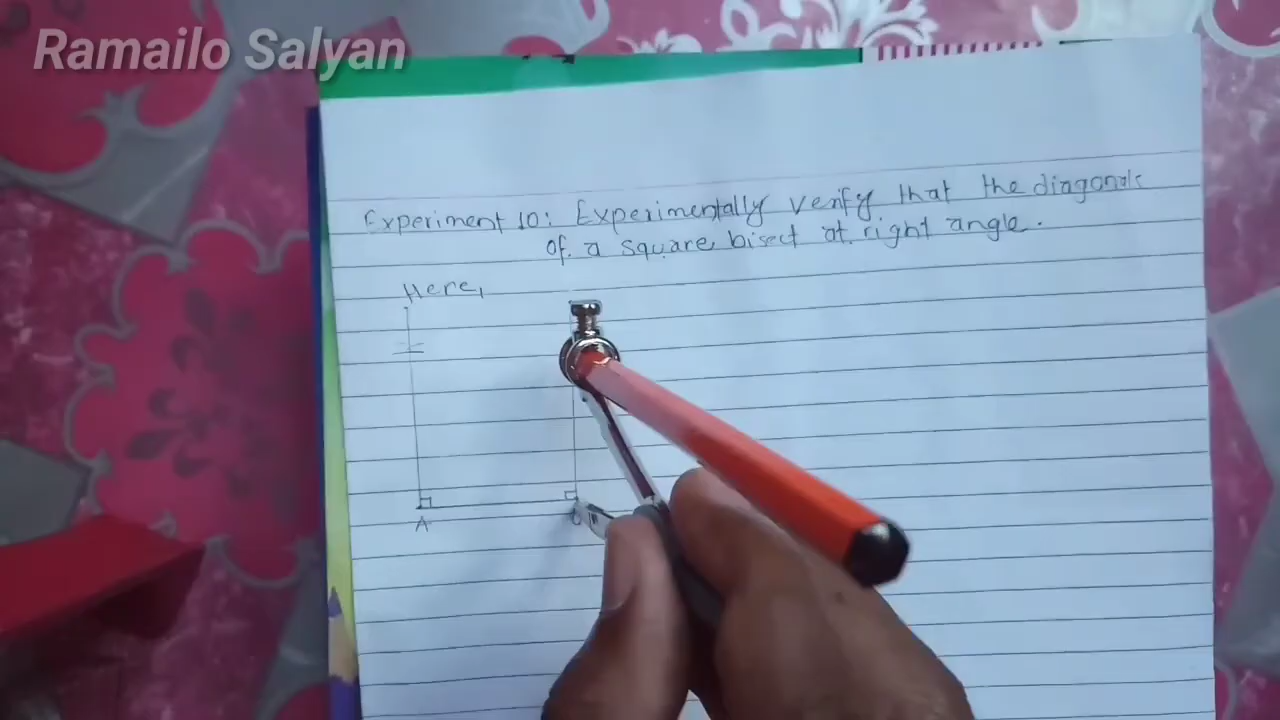 Ramailo Salyan
Experiment 10: Experimentally verify that the diagonals
of a square bisect at right angle.
Here,
A